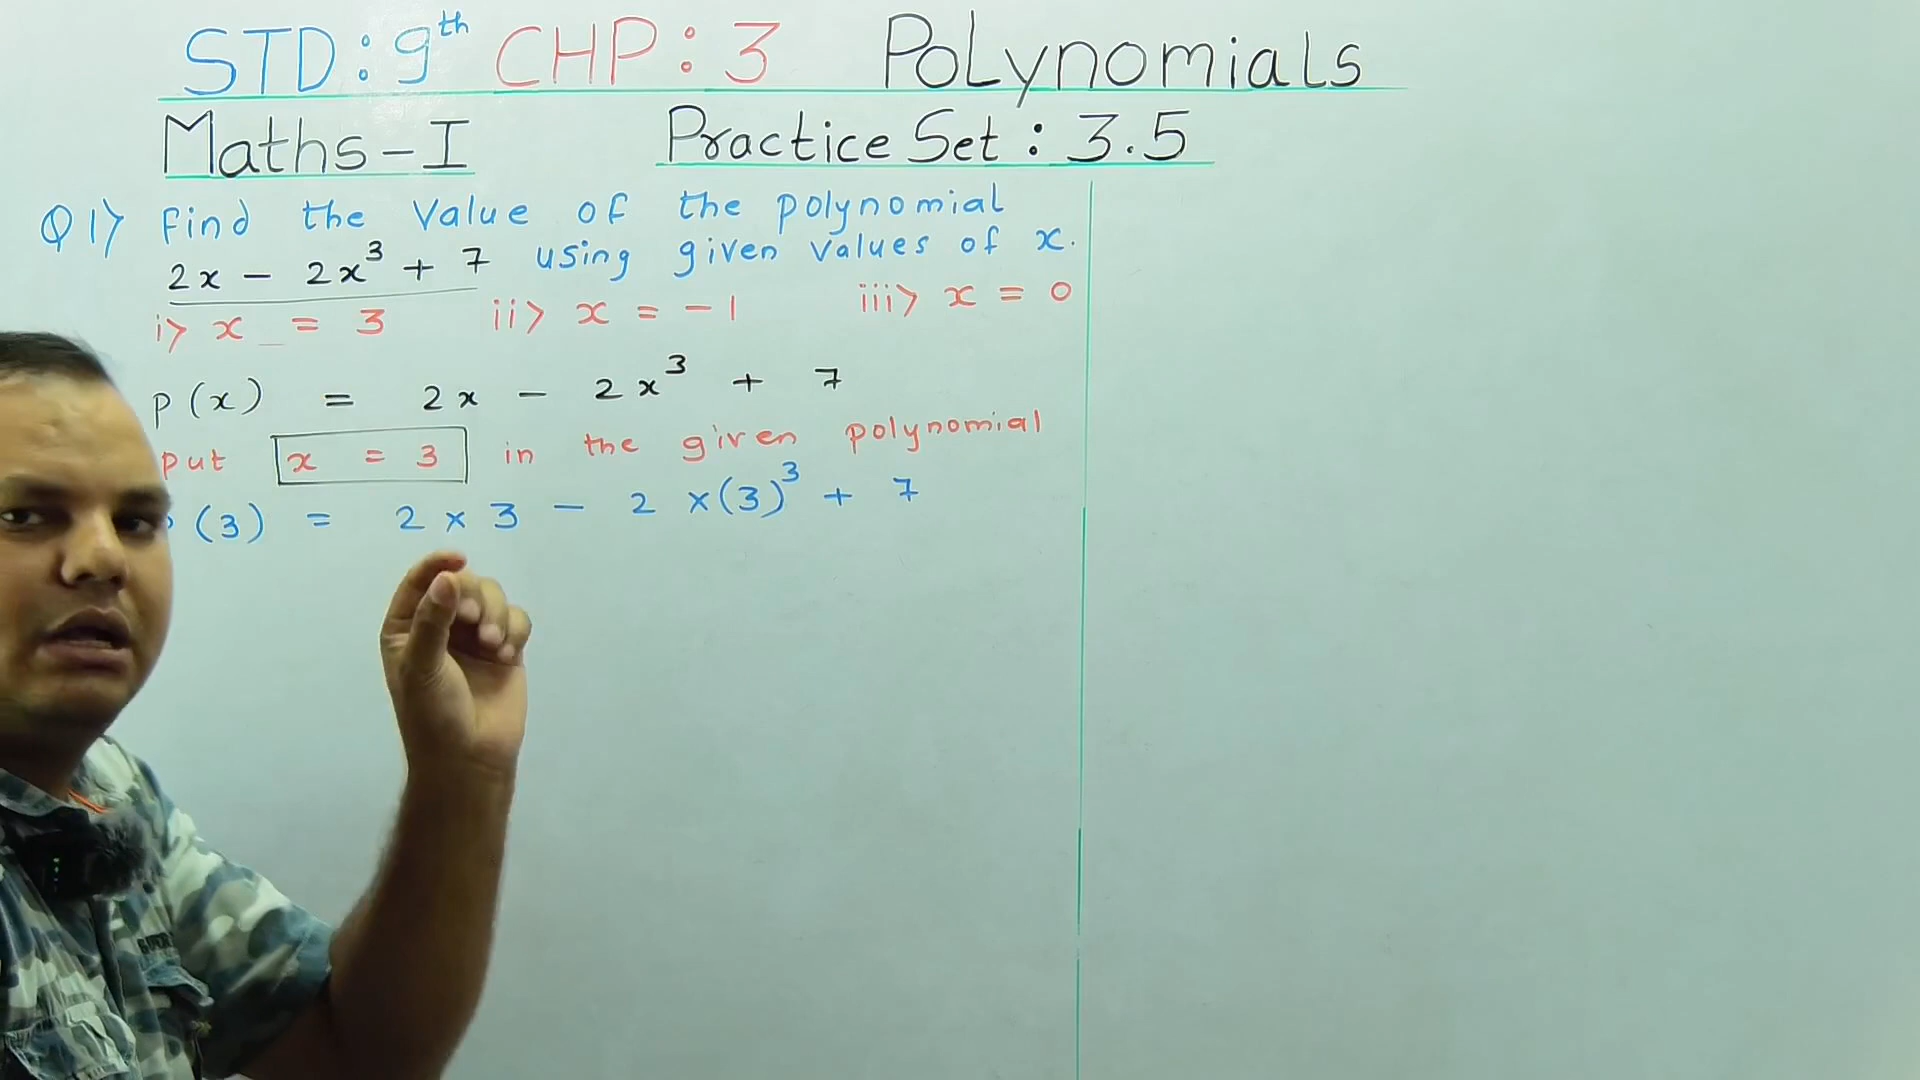 STD : 9th CHP : 3 Polynomials
Maths-I Practice Set : 3.5
Q 1> Find the Value of the polynomial
2x - 2x³ + 7 using given values of x.
i> x = 3 ii> x = -1 iii> x = 0
P(x) = 2x - 2x³ + 7
put x = 3 in the given polynomial
(3) = 2 × 3 - 2 ×(3)³ + 7